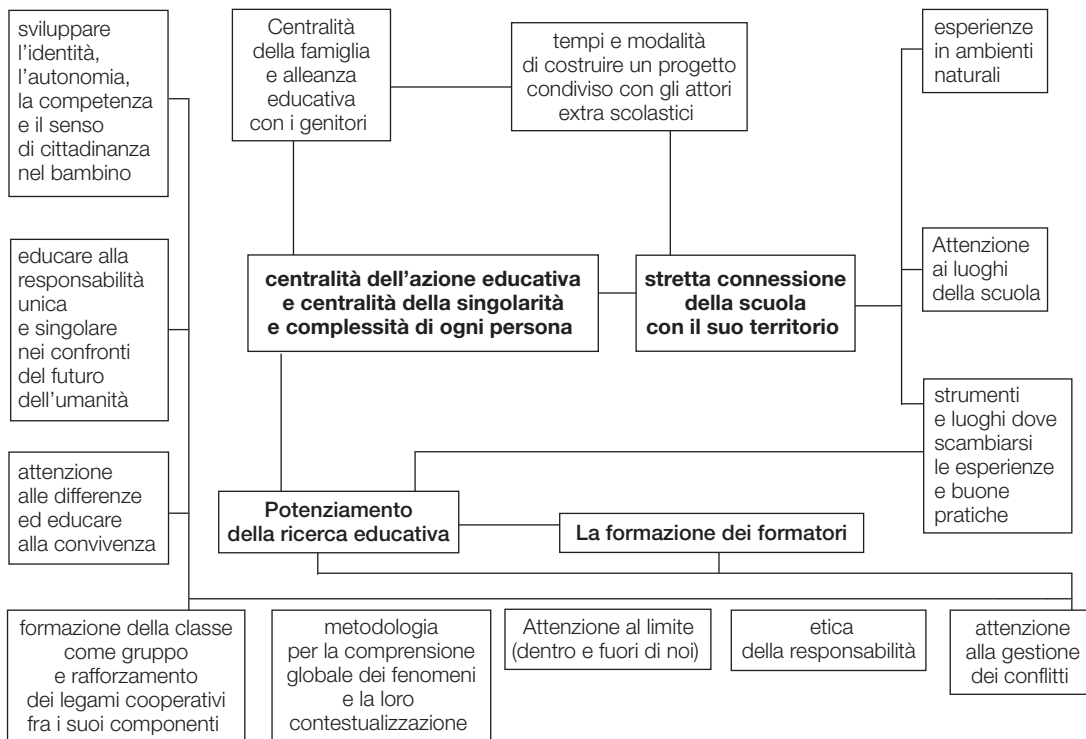 sviluppare
l'identità,
l'autonomia,
la competenza
e il senso
di cittadinanza
nel bambino
Centralità
della famiglia
e alleanza
educativa
con i genitori
tempi e modalità
di costruire un progetto
condiviso con gli attori
extra scolastici
esperienze
in ambienti
naturali
educare alla
responsabilità
unica
e singolare
nei confronti
del futuro
dell'umanità
centralità dell'azione educativa
e centralità della singolarità
e complessità di ogni persona
stretta connessione
della scuola
con il suo territorio
Attenzione
ai luoghi
della scuola
strumenti
e luoghi dove
scambiarsi
le esperienze
e buone
pratiche
attenzione
alle differenze
ed educare
alla convivenza
Potenziamento
della ricerca educativa
La formazione dei formatori
formazione della classe
come gruppo
e rafforzamento
dei legami cooperativi
fra i suoi componenti
metodologia
per la comprensione
globale dei fenomeni
e la loro
contestualizzazione
Attenzione al limite
(dentro e fuori di noi)
etica
della responsabilità
attenzione
alla gestione
dei conflitti